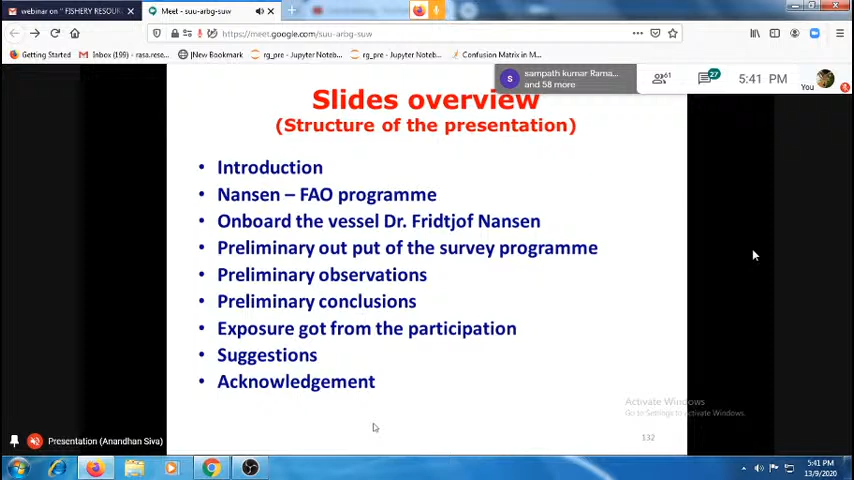 webinar on " FISHERY RESOUR
Meet - suu-arbg-suw
https://meet.google.com/suu-arbg-suw
Getting Started
Inbox (199) - rasa.rese...
|New Bookmark
rg_pre - Jupyter Noteb...
rg_pre - Jupyter Noteb...
Confusion Matrix in M...
sampath kumar Rama...
and 58 more
61
27
5:41 PM
You
Slides overview
(Structure of the presentation)
• Introduction
• Nansen – FAO programme
• Onboard the vessel Dr. Fridtjof Nansen
• Preliminary out put of the survey programme
• Preliminary observations
• Preliminary conclusions
• Exposure got from the participation
• Suggestions
• Acknowledgement
Activate Windows
Go to Settings to activate Windows.
132
Presentation (Anandhan Siva)
5:41 PM
13/9/2020